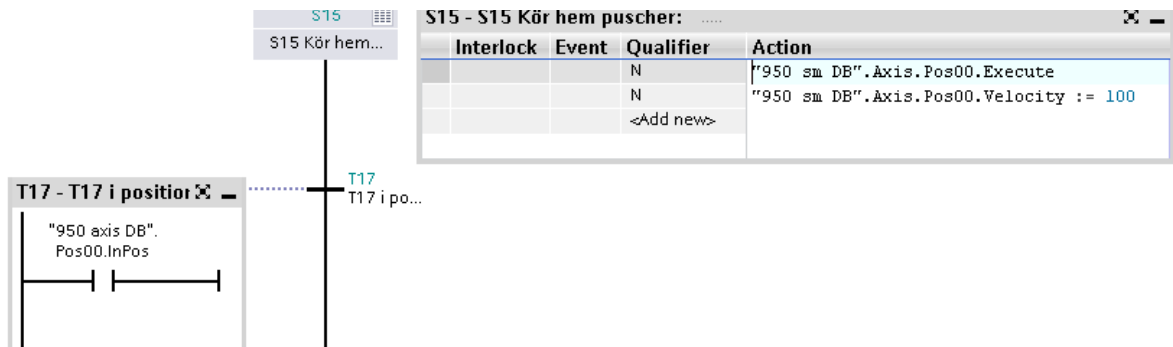 S15
S15 Kör hem...
S15 - S15 Kör hem puscher: .....
Interlock Event Qualifier Action
N "950 sm DB".Axis.Pos00.Execute
N "950 sm DB".Axis.Pos00.Velocity := 100
<Add new>
T17 - T17 i position
T17
T17 i po...
"950 axis DB".
Pos00.InPos